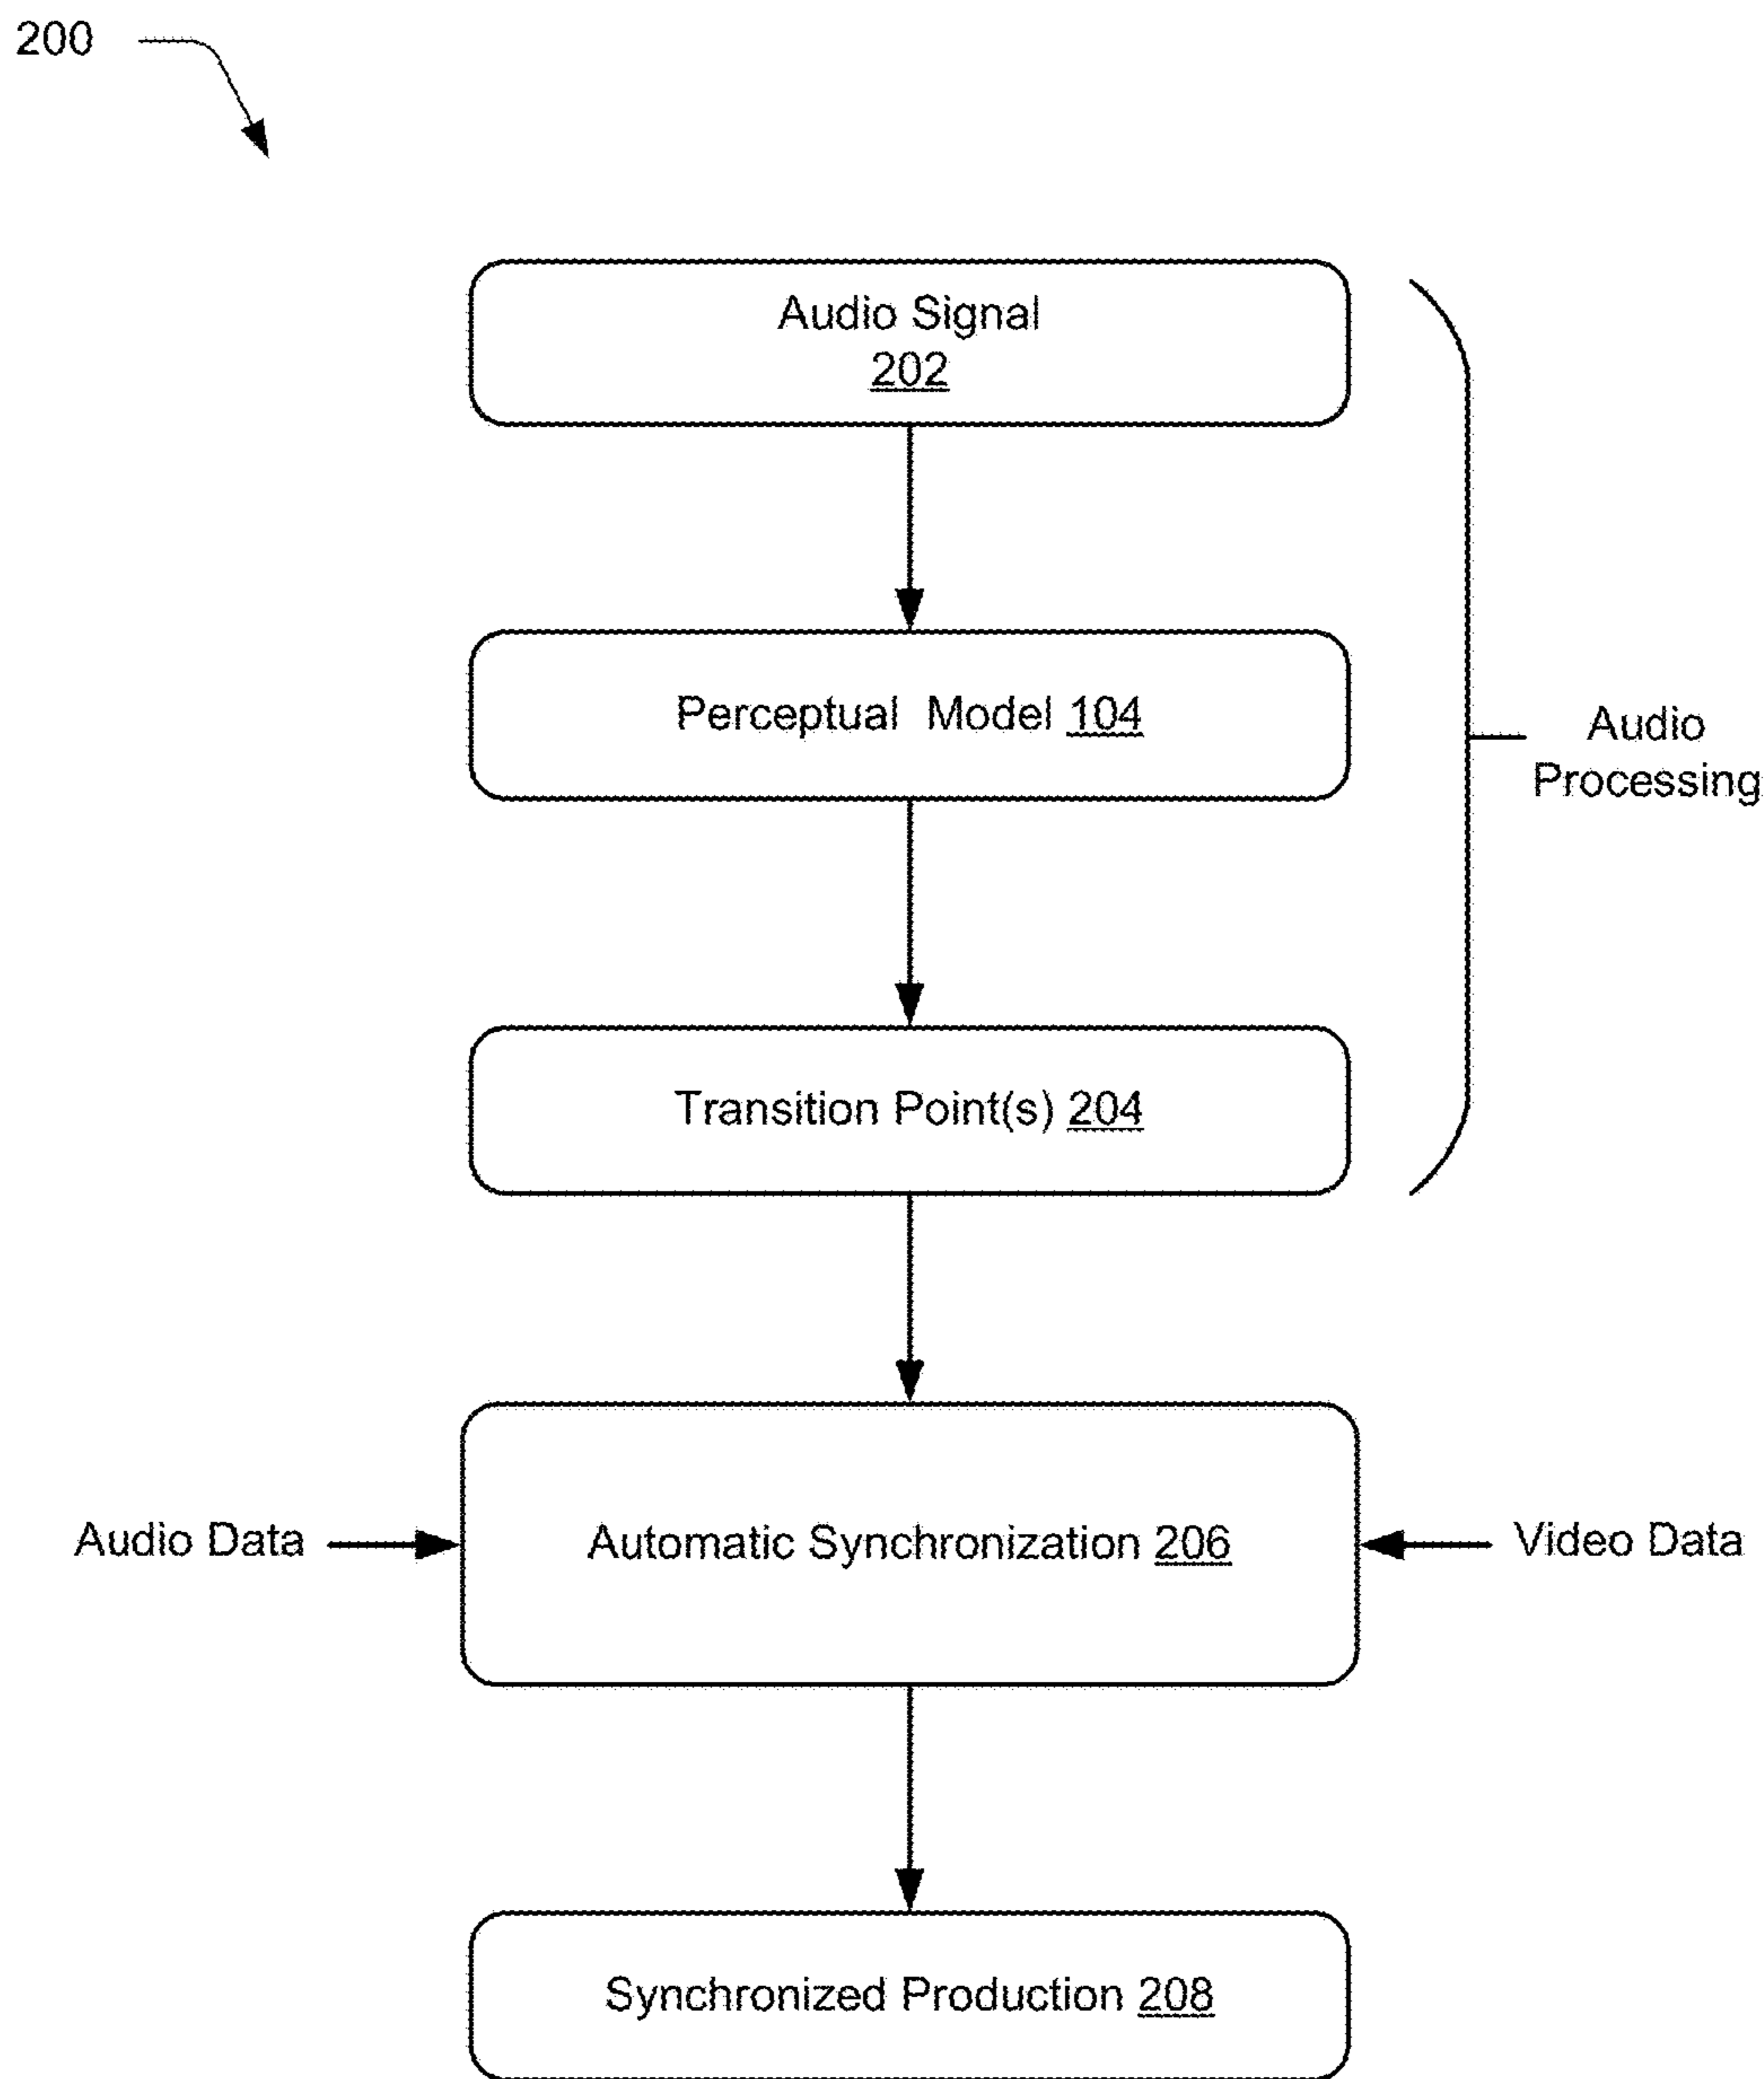 200
Audio Signal
202
Perceptual Model 104
Audio
Processing
Transition Point(s) 204
Audio Data
Automatic Synchronization 206
Video Data
Synchronized Production 208